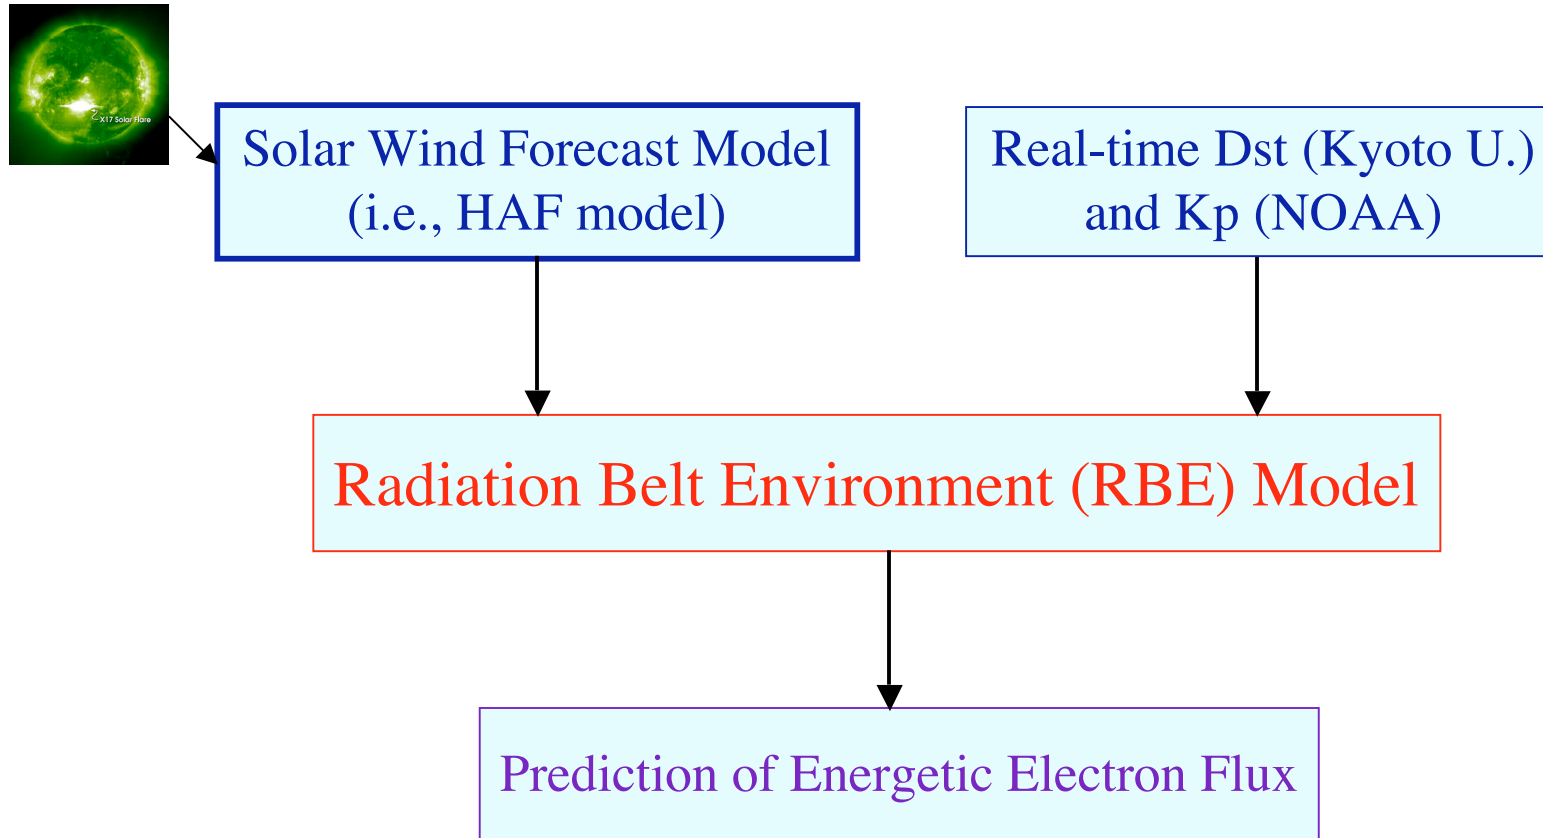 X17 Solar Flare
Solar Wind Forecast Model
(i.e., HAF model)
Real-time Dst (Kyoto U.)
and Kp (NOAA)
Radiation Belt Environment (RBE) Model
Prediction of Energetic Electron Flux